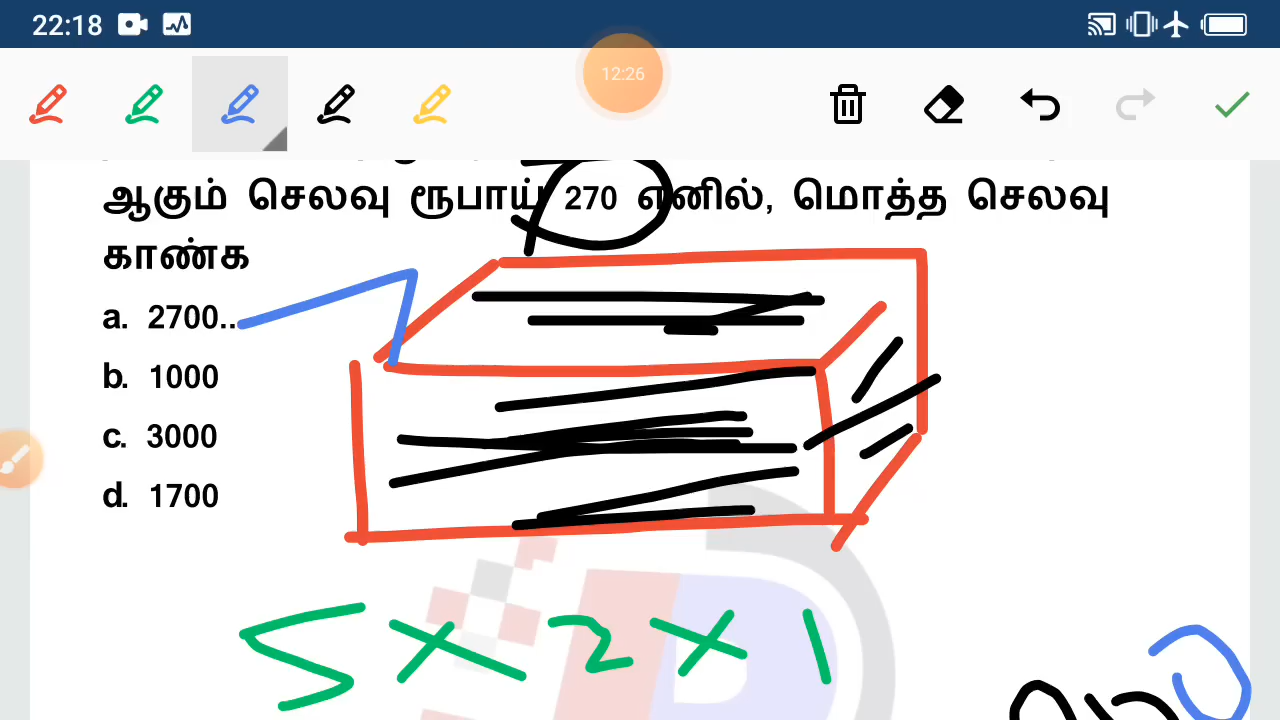 22:18
12:26
ஆகும் செலவு ரூபாய் 270 எனில், மொத்த செலவு
காண்க
a. 2700..
b. 1000
c. 3000
d. 1700
5 × 2 × 1